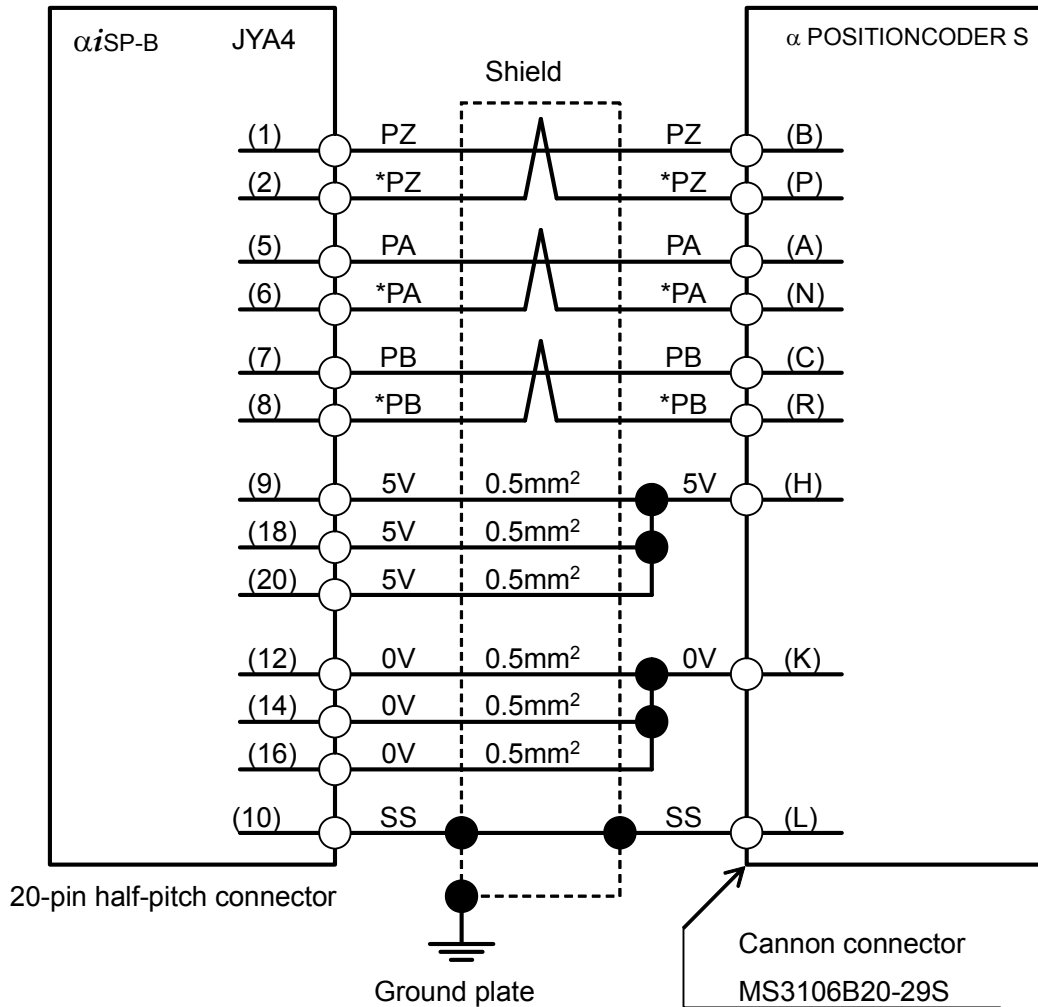 αiSP-B JYA4 α POSITIONCODER S
Shield
(1) PZ PZ (B)
(2) *PZ *PZ (P)
(5) PA PA (A)
(6) *PA *PA (N)
(7) PB PB (C)
(8) *PB *PB (R)
(9) 5V 0.5mm² 5V (H)
(18) 5V 0.5mm²
(20) 5V 0.5mm²
(12) 0V 0.5mm² 0V (K)
(14) 0V 0.5mm²
(16) 0V 0.5mm²
(10) SS SS (L)
20-pin half-pitch connector
Ground plate
Cannon connector
MS3106B20-29S